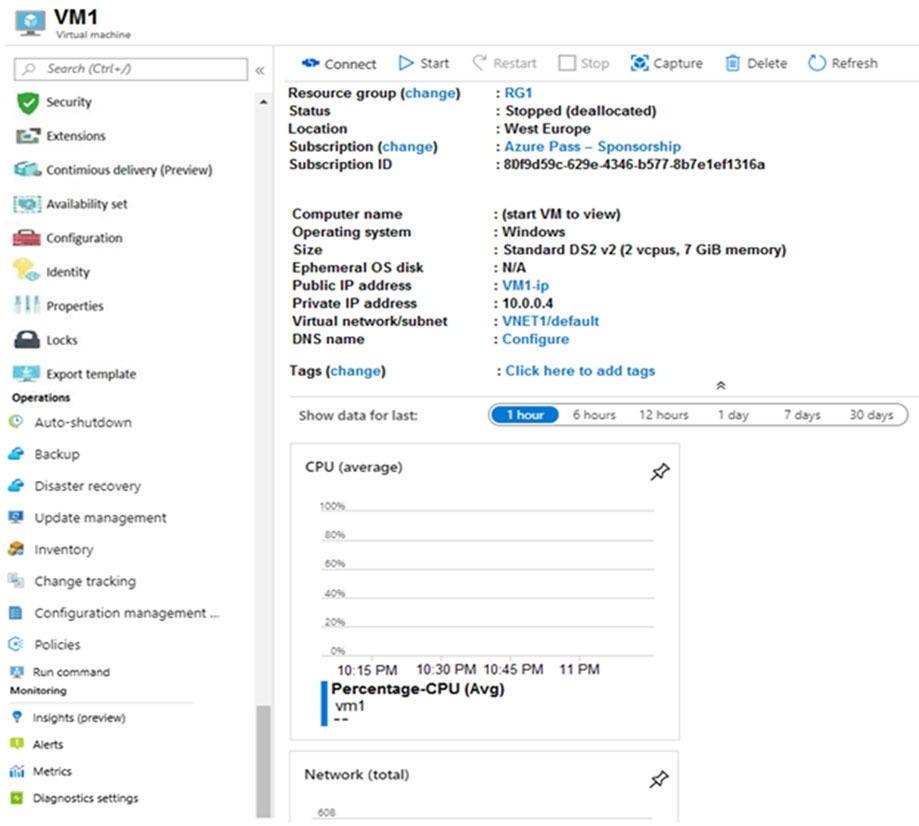 VM1
Virtual machine
Search (Ctrl+/)
«
Security
Extensions
Contimious delivery (Preview)
Availability set
Configuration
Identity
Properties
Locks
Export template
Operations
Auto-shutdown
Backup
Disaster recovery
Update management
Inventory
Change tracking
Configuration management ...
Policies
Run command
Monitoring
Insights (preview)
Alerts
Metrics
Diagnostics settings
Connect Start Restart Stop Capture Delete Refresh
Resource group (change) : RG1
Status : Stopped (deallocated)
Location : West Europe
Subscription (change) : Azure Pass – Sponsorship
Subscription ID : 80f9d59c-629e-4346-b577-8b7e1ef1316a
Computer name : (start VM to view)
Operating system : Windows
Size : Standard DS2 v2 (2 vcpus, 7 GiB memory)
Ephemeral OS disk : N/A
Public IP address : VM1-ip
Private IP address : 10.0.0.4
Virtual network/subnet : VNET1/default
DNS name : Configure
Tags (change) : Click here to add tags
Show data for last: 1 hour 6 hours 12 hours 1 day 7 days 30 days
CPU (average)
100%
80%
60%
40%
20%
0%
10:15 PM 10:30 PM 10:45 PM 11 PM
Percentage-CPU (Avg)
vm1
--
Network (total)
60B